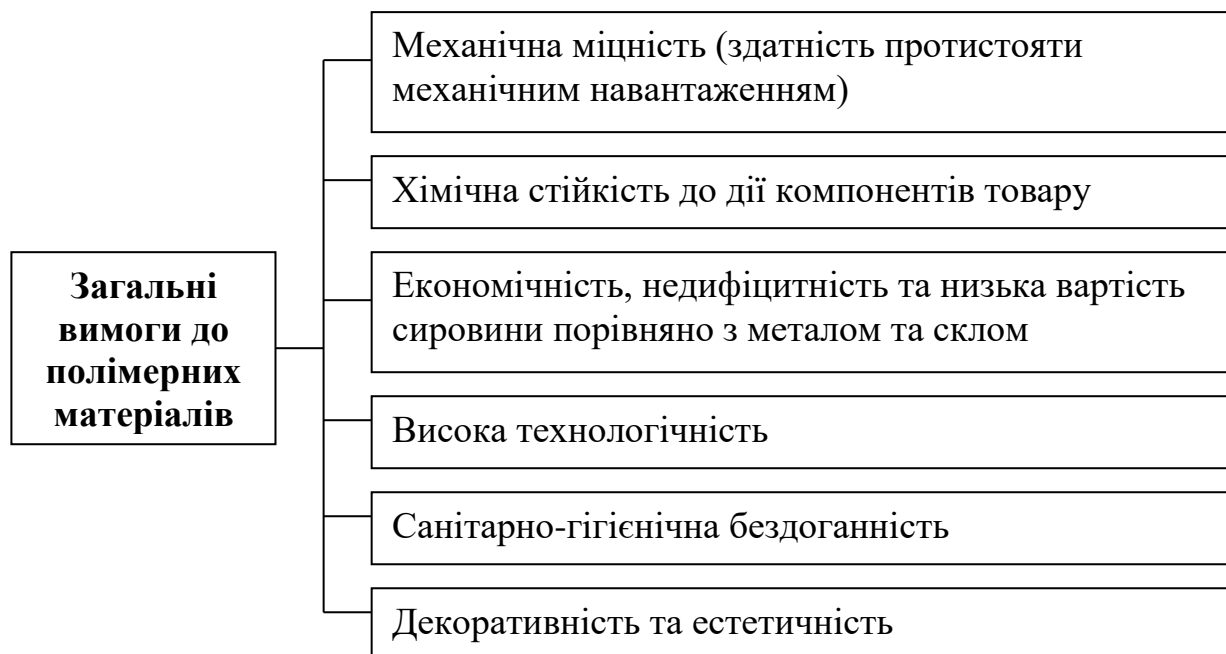 Механічна міцність (здатність протистояти
механічним навантаженням)
Хімічна стійкість до дії компонентів товару
Загальні
вимоги до
полімерних
матеріалів
Економічність, недифіцитність та низька вартість
сировини порівняно з металом та склом
Висока технологічність
Санітарно-гігієнічна бездоганність
Декоративність та естетичність